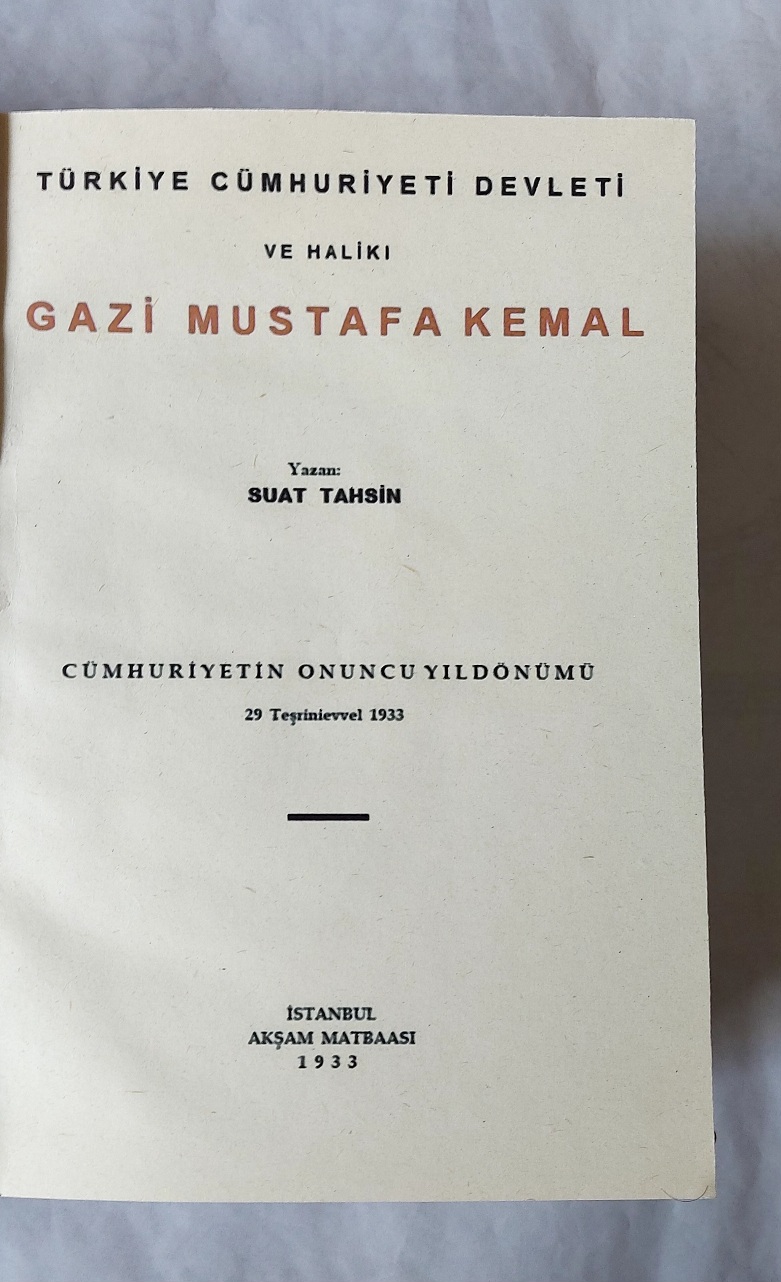 TÜRKİYE CÜMHURİYETİ DEVLETİ
VE HALİKI
GAZİ MUSTAFA KEMAL
Yazan:
SUAT TAHSİN
CÜMHURİYETİN ONUNCU YILDÖNÜMÜ
29 Teşrinievvel 1933
İSTANBUL
AKŞAM MATBAASI
1933